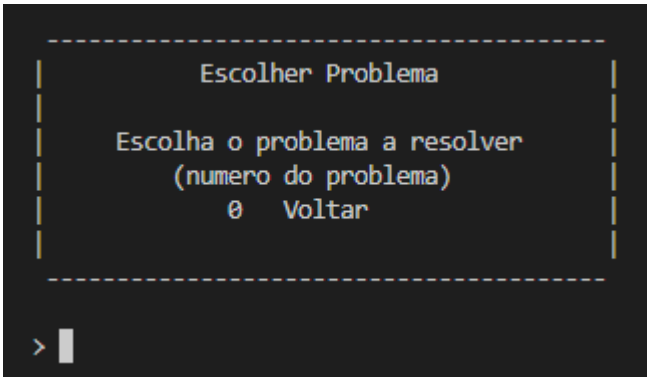 ----------------------------------------
| Escolher Problema |
| |
| Escolha o problema a resolver |
| (numero do problema) |
| 0 Voltar |
| |
----------------------------------------
>